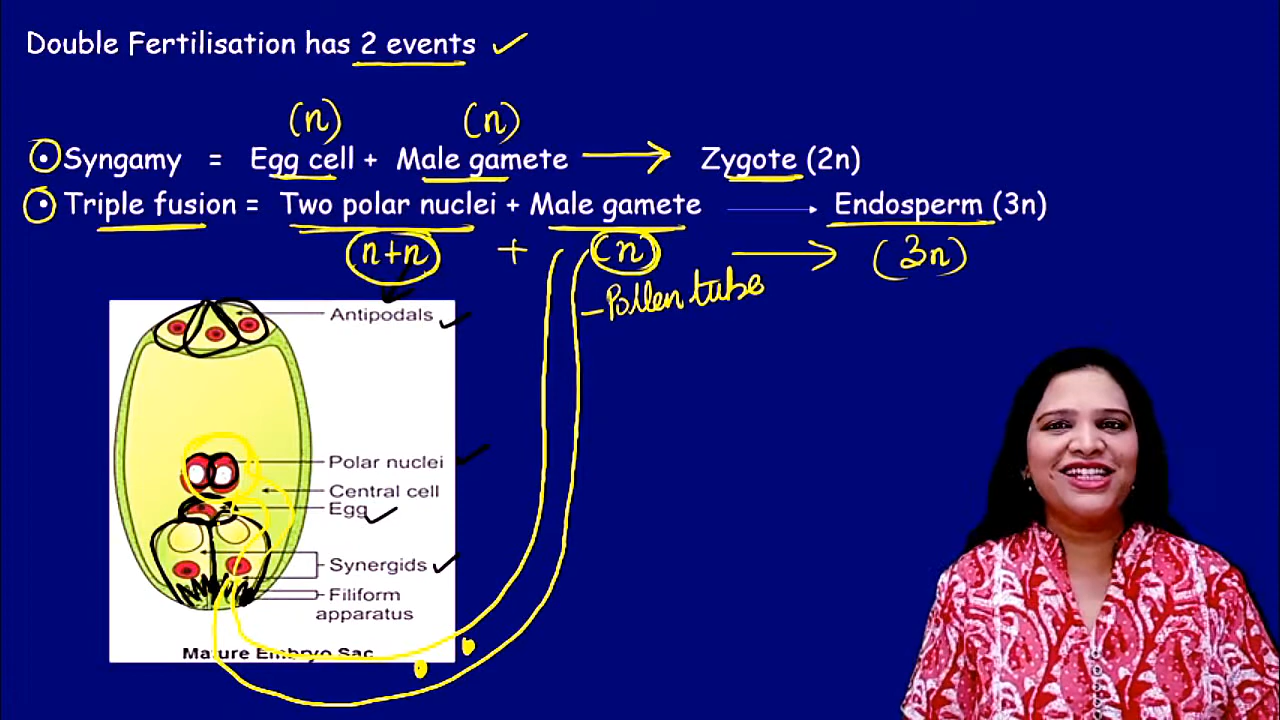 Double Fertilisation has 2 events ✓
(n) (n)
• Syngamy = Egg cell + Male gamete → Zygote (2n)
• Triple fusion = Two polar nuclei + Male gamete → Endosperm (3n)
n+n + (n) → (3n)
Pollen tube
Antipodals
Polar nuclei
Central cell
Egg
Synergids
Filiform
apparatus
Mature Embryo Sac